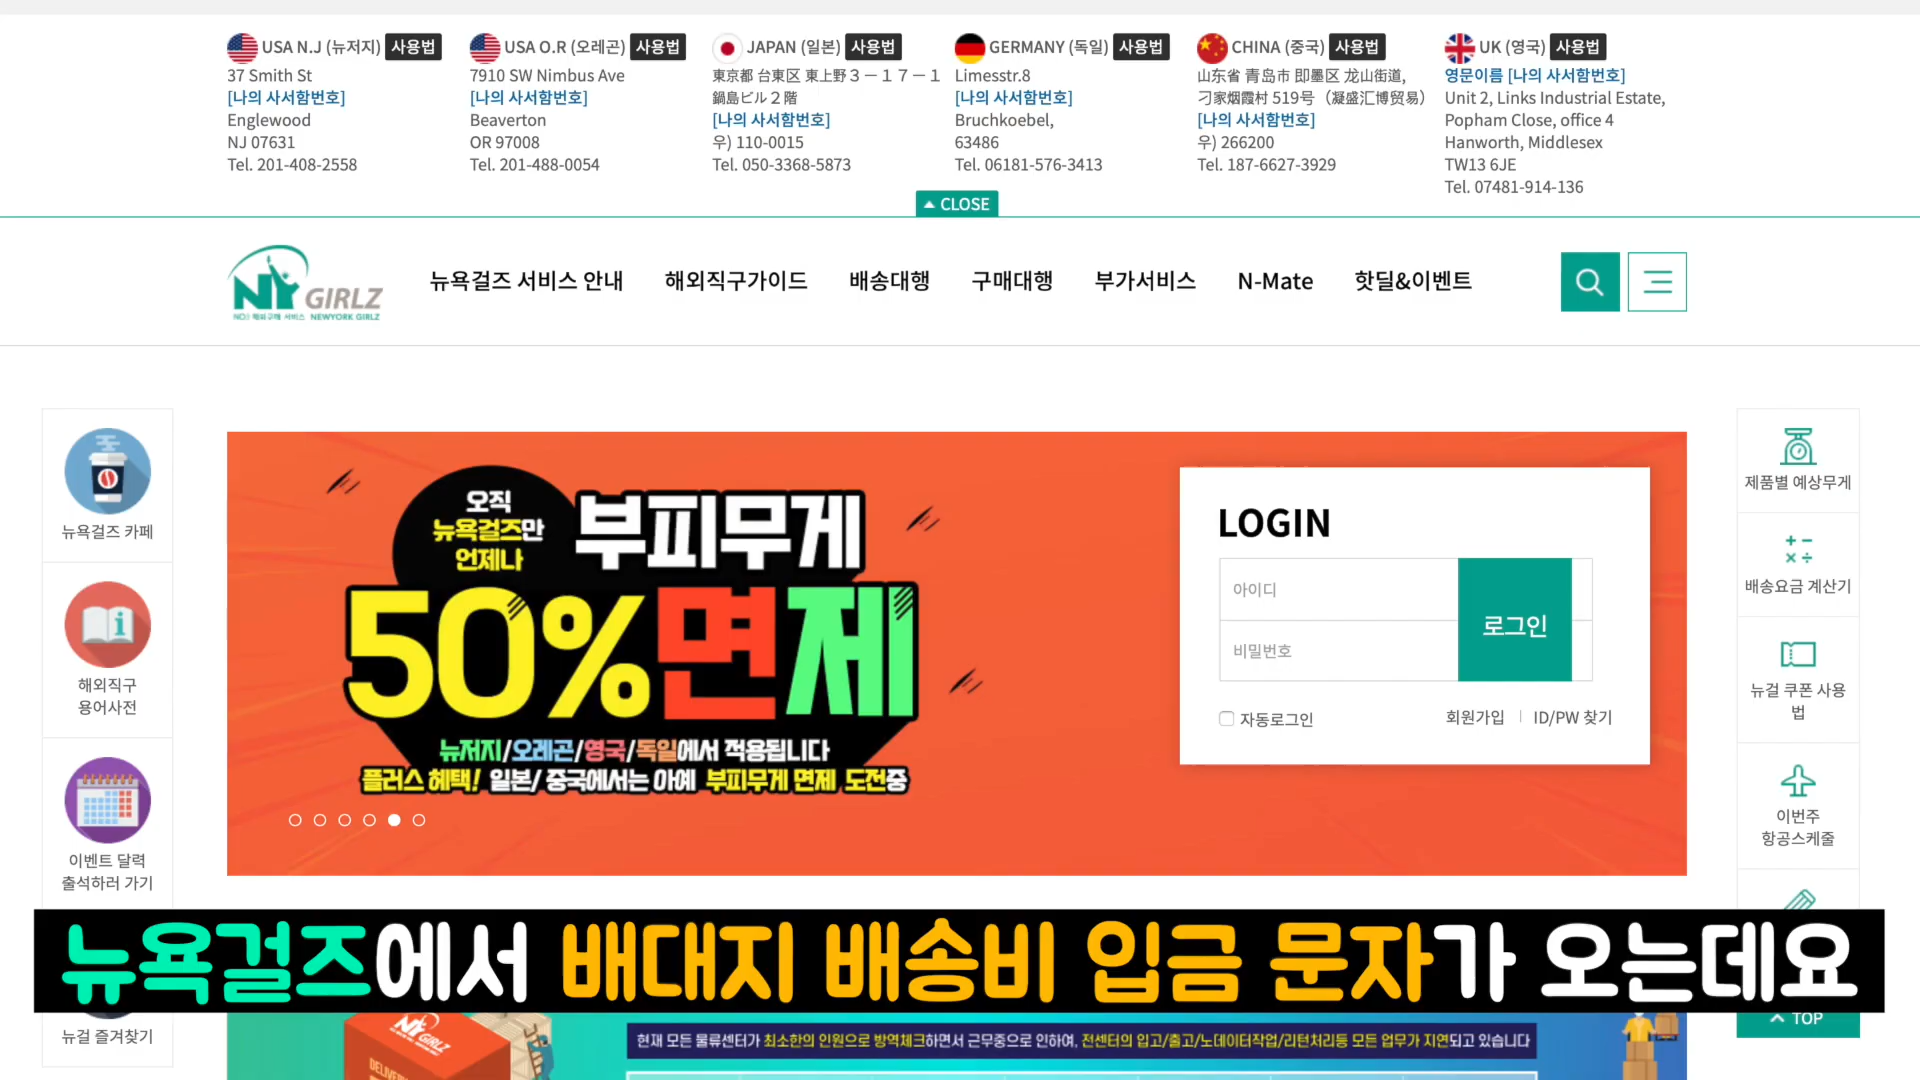 USA N.J (뉴저지) 사용법
37 Smith St
[나의 사서함번호]
Englewood
NJ 07631
Tel. 201-408-2558
USA O.R (오레곤) 사용법
7910 SW Nimbus Ave
[나의 사서함번호]
Beaverton
OR 97008
Tel. 201-488-0054
JAPAN (일본) 사용법
東京都 台東区 東上野３－１７－１
鍋島ビル２階
[나의 사서함번호]
우) 110-0015
Tel. 050-3368-5873
GERMANY (독일) 사용법
Limesstr.8
[나의 사서함번호]
Bruchkoebel,
63486
Tel. 06181-576-3413
CHINA (중국) 사용법
山东省 青岛市 即墨区 龙山街道,
刁家烟霞村 519号（凝盛汇博贸易）
[나의 사서함번호]
우) 266200
Tel. 187-6627-3929
UK (영국) 사용법
영문이름 [나의 사서함번호]
Unit 2, Links Industrial Estate,
Popham Close, office 4
Hanworth, Middlesex
TW13 6JE
Tel. 07481-914-136
CLOSE
NY GIRLZ
NO.1 해외구매 서비스 NEWYORK GIRLZ
뉴욕걸즈 서비스 안내
해외직구가이드
배송대행
구매대행
부가서비스
N-Mate
핫딜&이벤트
뉴욕걸즈 카페
해외직구
용어사전
이벤트 달력
출석하러 가기
뉴걸 즐겨찾기
오직
뉴욕걸즈만
언제나
부피무게
50%면제
뉴저지/오레곤/영국/독일에서 적용됩니다
플러스 혜택! 일본/ 중국에서는 아예 부피무게 면제 도전중
LOGIN
아이디
비밀번호
로그인
자동로그인
회원가입
ID/PW 찾기
제품별 예상무게
배송요금 계산기
뉴걸 쿠폰 사용
법
이번주
항공스케줄
TOP
뉴욕걸즈에서 배대지 배송비 입금 문자가 오는데요
NY GIRLZ
현재 모든 물류센터가 최소한의 인원으로 방역체크하면서 근무중으로 인하여, 전센터의 입고/출고/노데이터작업/리턴처리등 모든 업무가 지연되고 있습니다